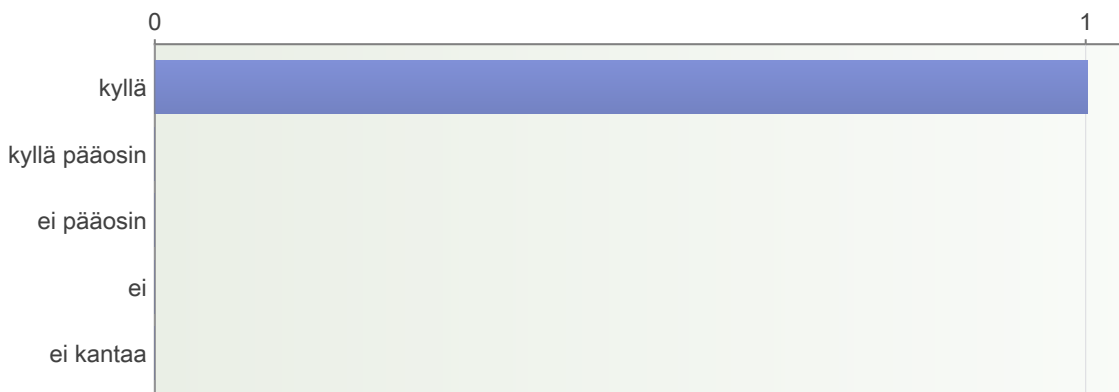 0 1
kyllä
kyllä pääosin
ei pääosin
ei
ei kantaa